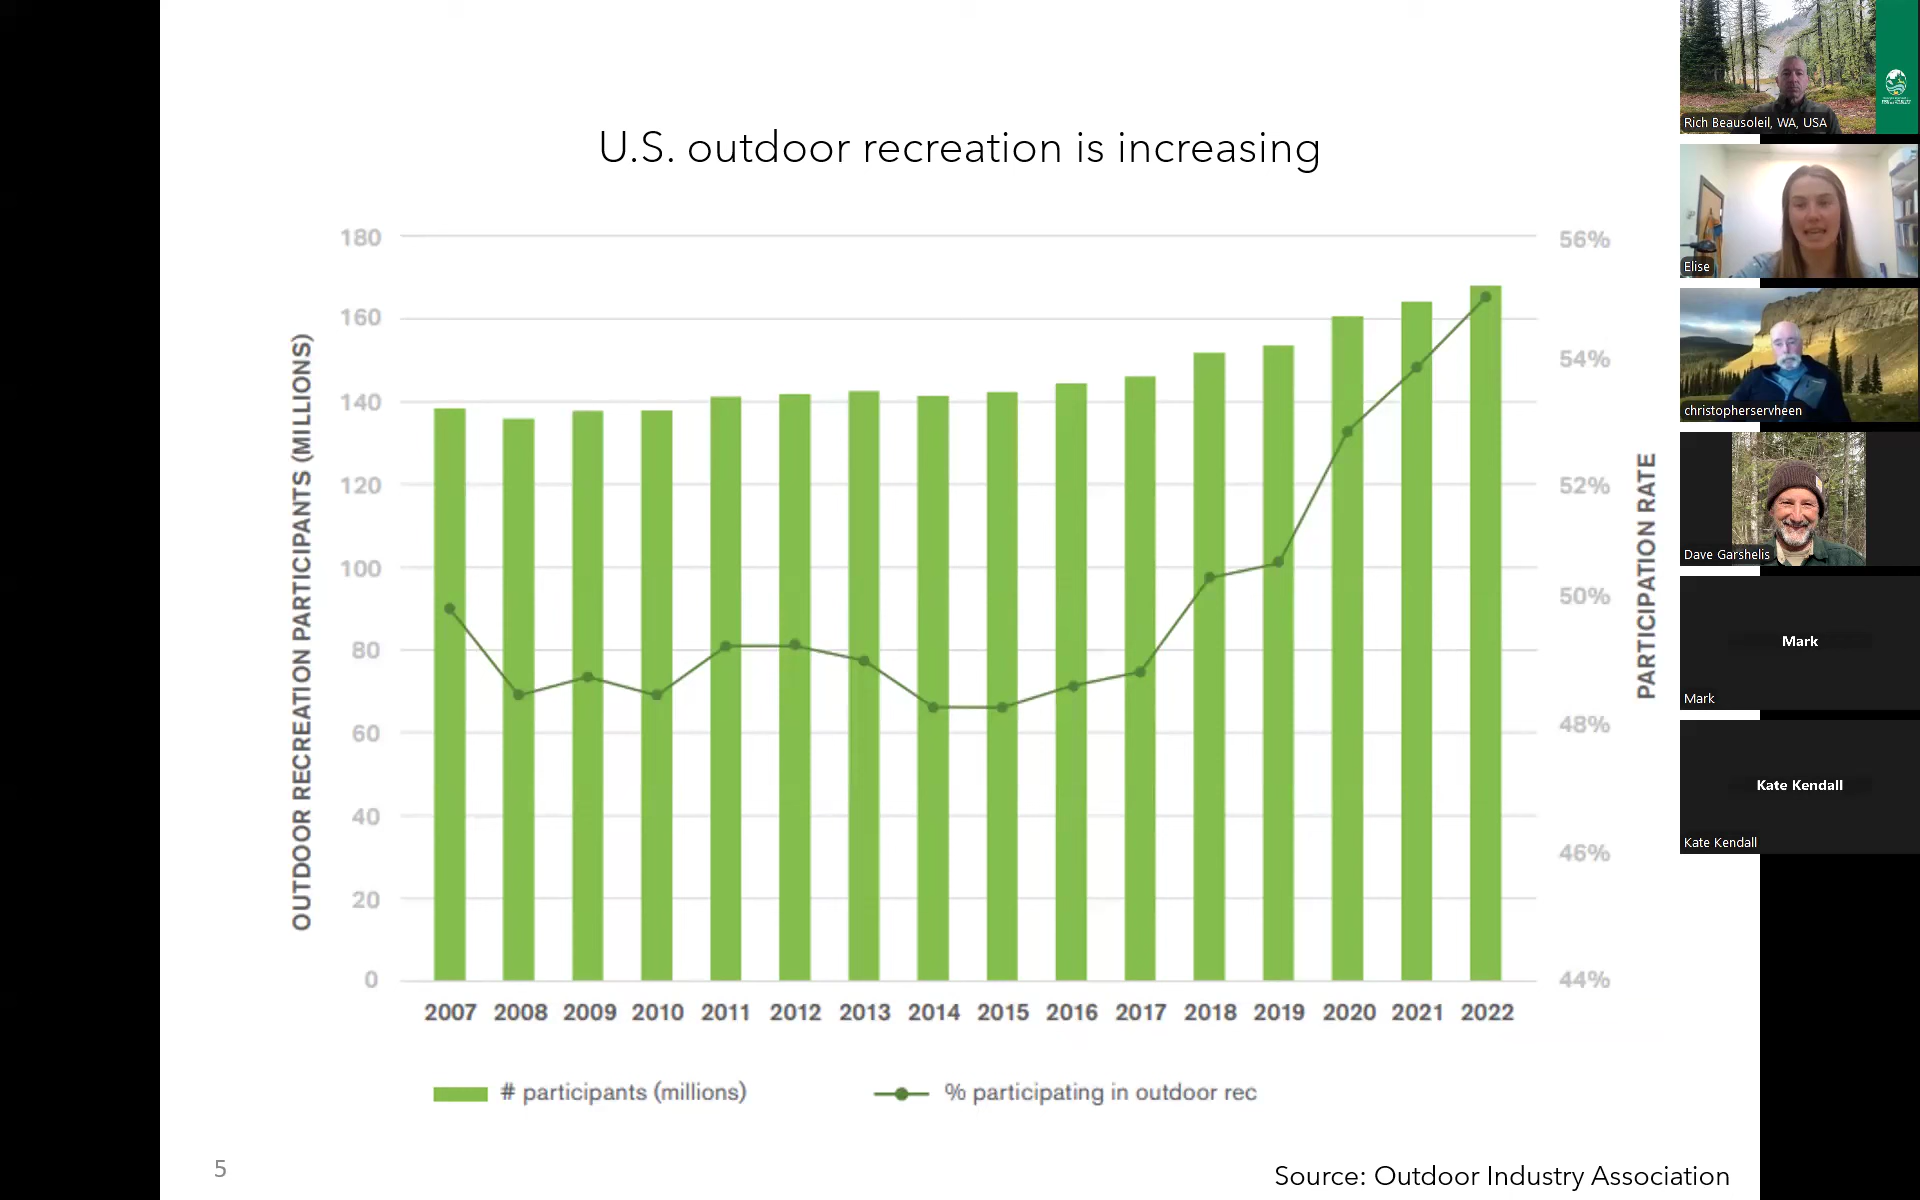 U.S. outdoor recreation is increasing
OUTDOOR RECREATION PARTICIPANTS (MILLIONS)
180
160
140
120
100
80
60
40
20
0
56%
54%
52%
50%
48%
46%
44%
PARTICIPATION RATE
2007 2008 2009 2010 2011 2012 2013 2014 2015 2016 2017 2018 2019 2020 2021 2022
# participants (millions)
% participating in outdoor rec
5
Source: Outdoor Industry Association
Rich Beausoleil, WA, USA
Elise
christopherservheen
Dave Garshelis
Mark
Mark
Kate Kendall
Kate Kendall